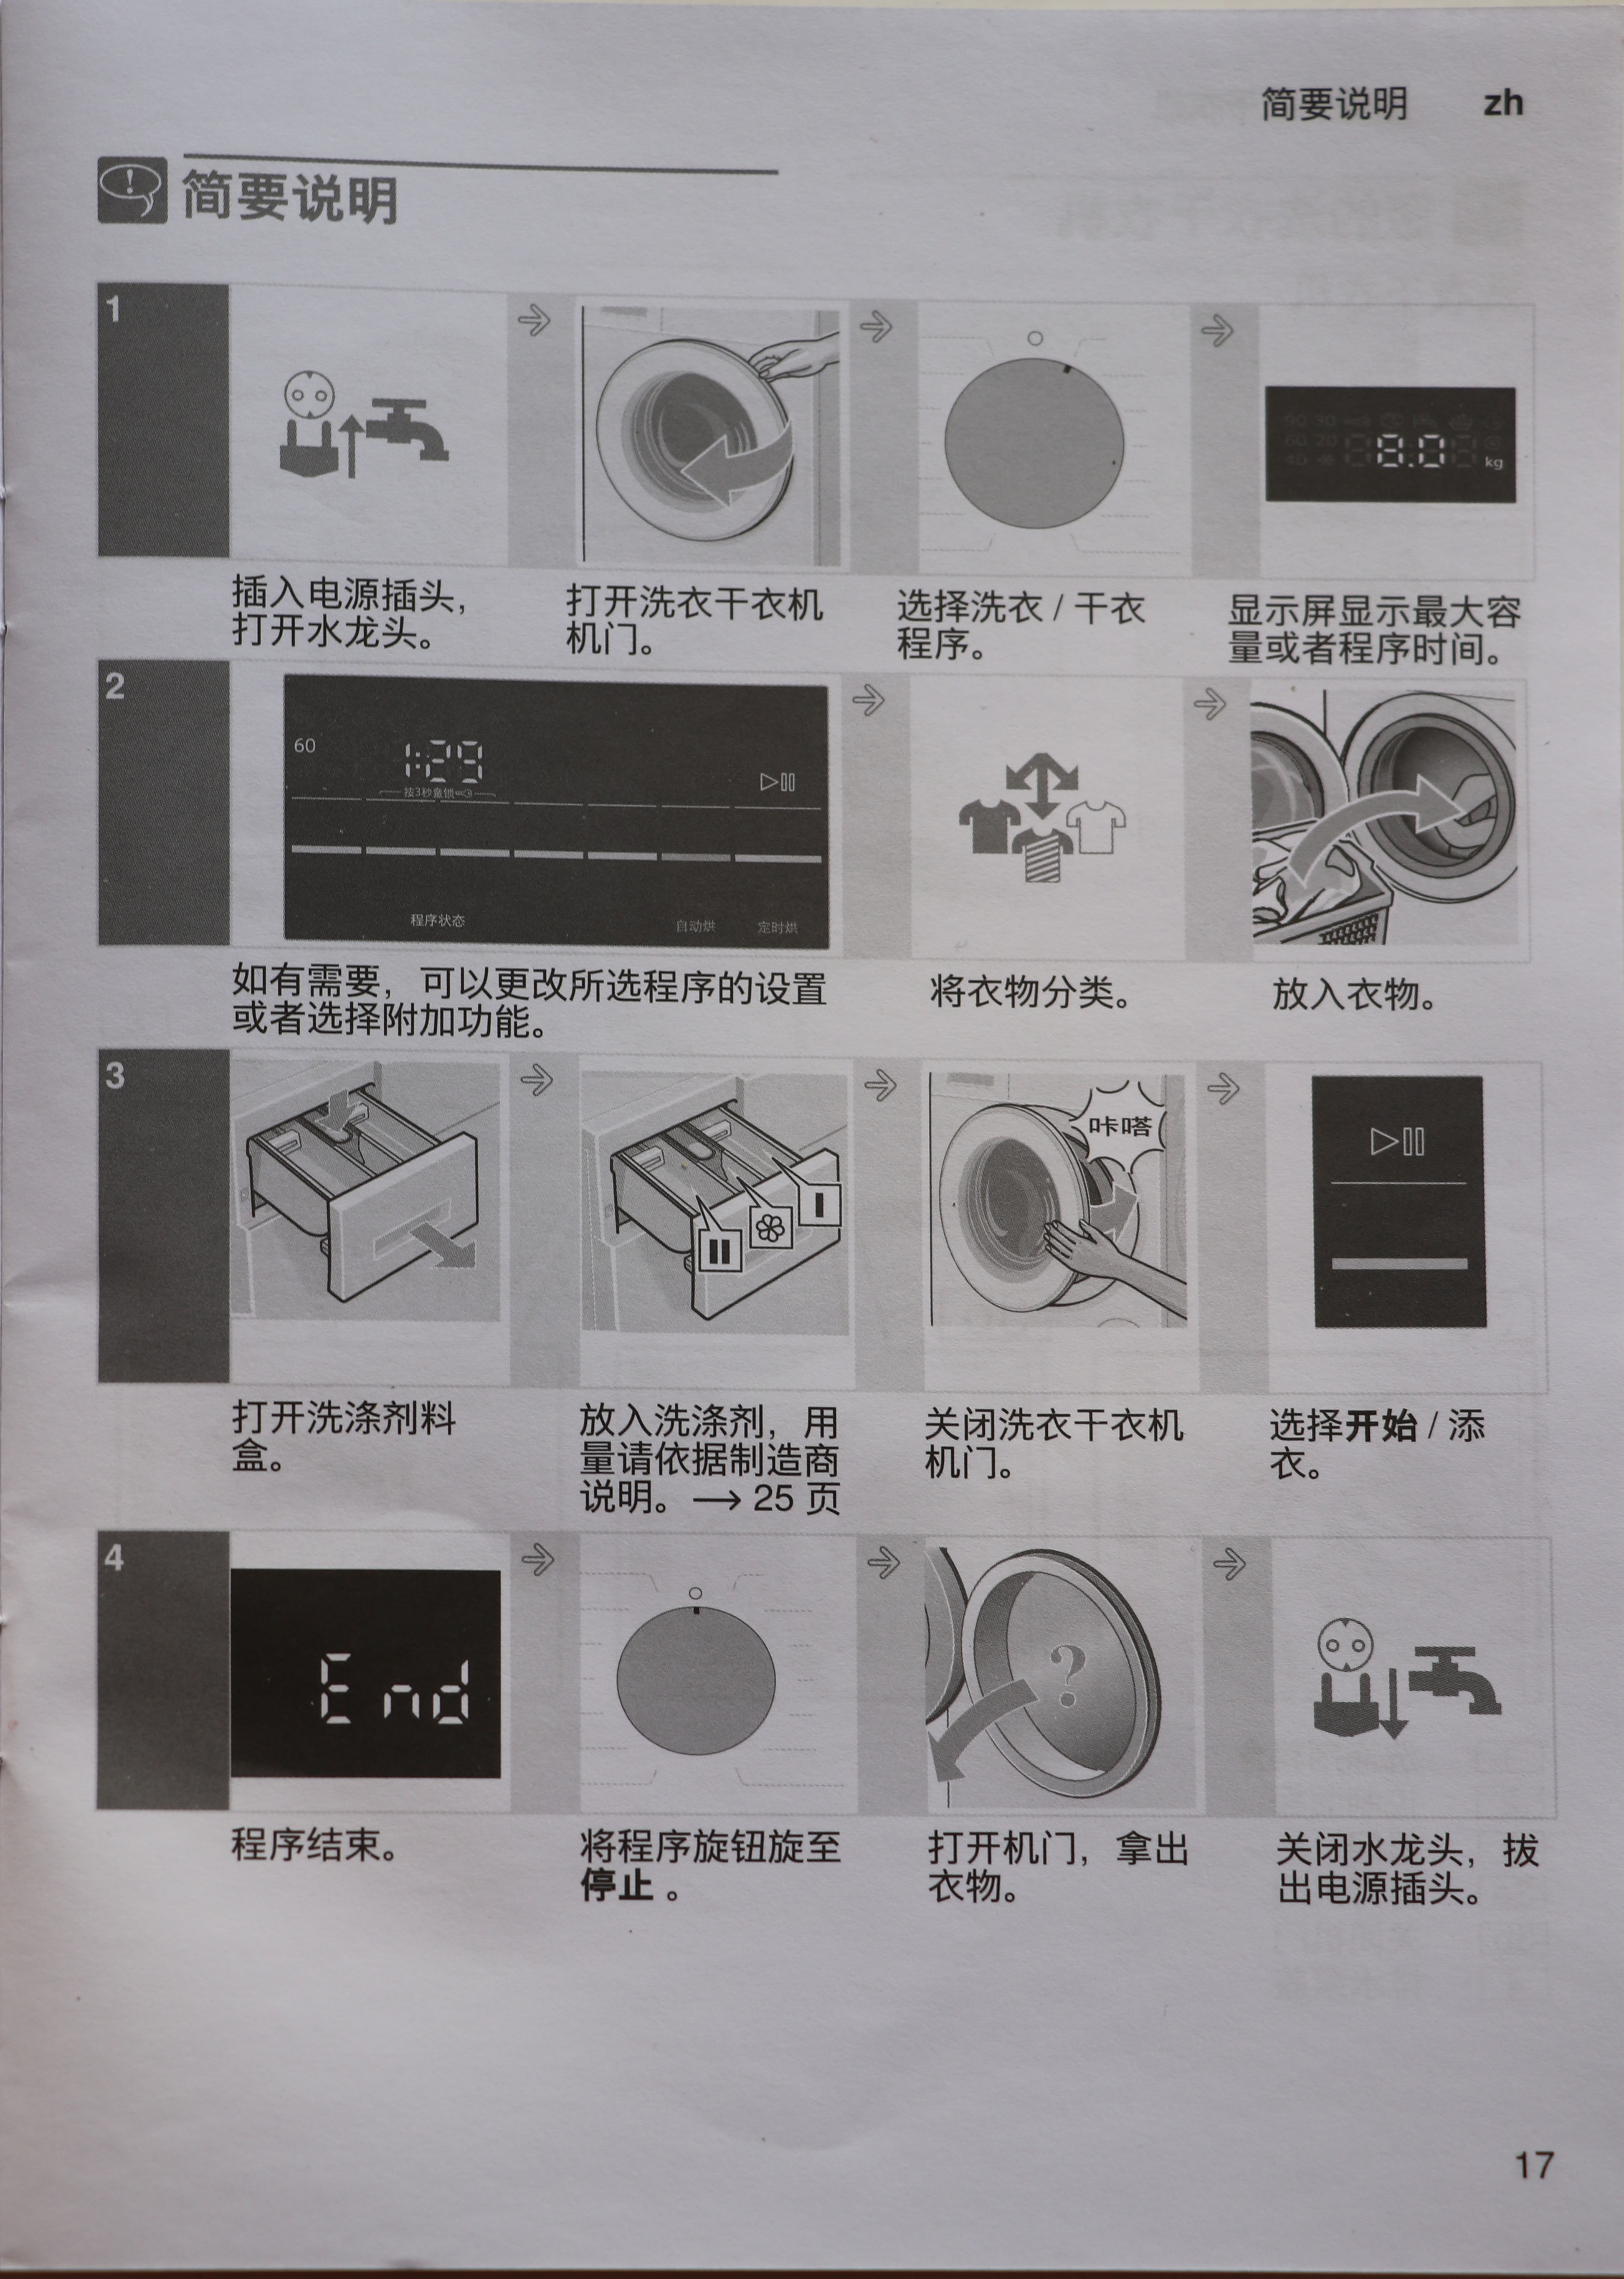 简要说明 zh
简要说明
1
8.0
kg
插入电源插头，
打开水龙头。
打开洗衣干衣机
机门。
选择洗衣 / 干衣
程序。
显示屏显示最大容
量或者程序时间。
2
60
1:29
按3秒童锁
程序状态
自动烘
定时烘
如有需要，可以更改所选程序的设置
或者选择附加功能。
将衣物分类。
放入衣物。
3
II
I
咔嗒
打开洗涤剂料
盒。
放入洗涤剂，用
量请依据制造商
说明。→ 25 页
关闭洗衣干衣机
机门。
选择开始 / 添
衣。
4
End
?
程序结束。
将程序旋钮旋至
停止 。
打开机门，拿出
衣物。
关闭水龙头，拔
出电源插头。
17